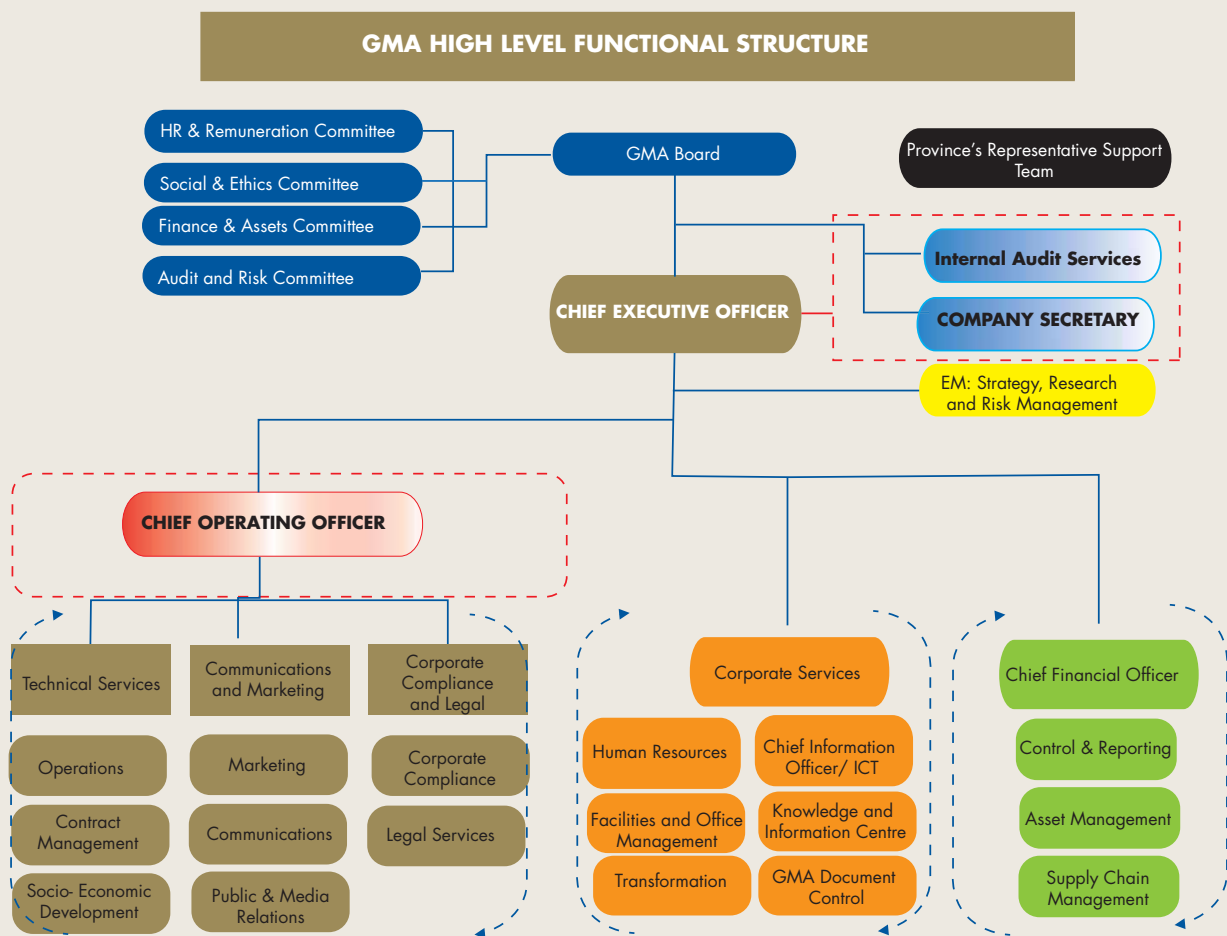 GMA HIGH LEVEL FUNCTIONAL STRUCTURE
HR & Remuneration Committee
Social & Ethics Committee
Finance & Assets Committee
Audit and Risk Committee
GMA Board
Province's Representative Support
Team
Internal Audit Services
COMPANY SECRETARY
CHIEF EXECUTIVE OFFICER
EM: Strategy, Research
and Risk Management
CHIEF OPERATING OFFICER
Technical Services
Operations
Contract
Management
Socio- Economic
Development
Communications
and Marketing
Marketing
Communications
Public & Media
Relations
Corporate
Compliance
and Legal
Corporate
Compliance
Legal Services
Corporate Services
Human Resources
Facilities and Office
Management
Transformation
Chief Information
Officer/ ICT
Knowledge and
Information Centre
GMA Document
Control
Chief Financial Officer
Control & Reporting
Asset Management
Supply Chain
Management